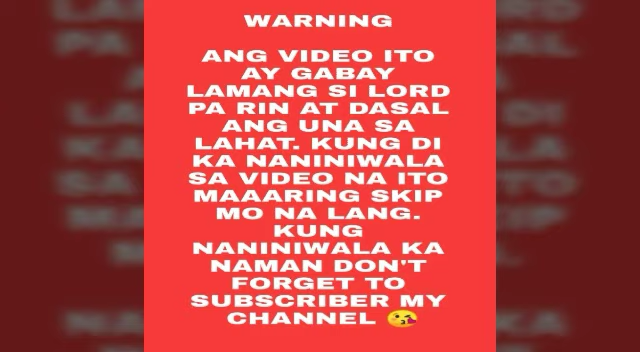 WARNING
ANG VIDEO ITO
AY GABAY
LAMANG SI LORD
PA RIN AT DASAL
ANG UNA SA
LAHAT. KUNG DI
KA NANINIWALA
SA VIDEO NA ITO
MAAARING SKIP
MO NA LANG.
KUNG
NANINIWALA KA
NAMAN DON'T
FORGET TO
SUBSCRIBER MY
CHANNEL 😘